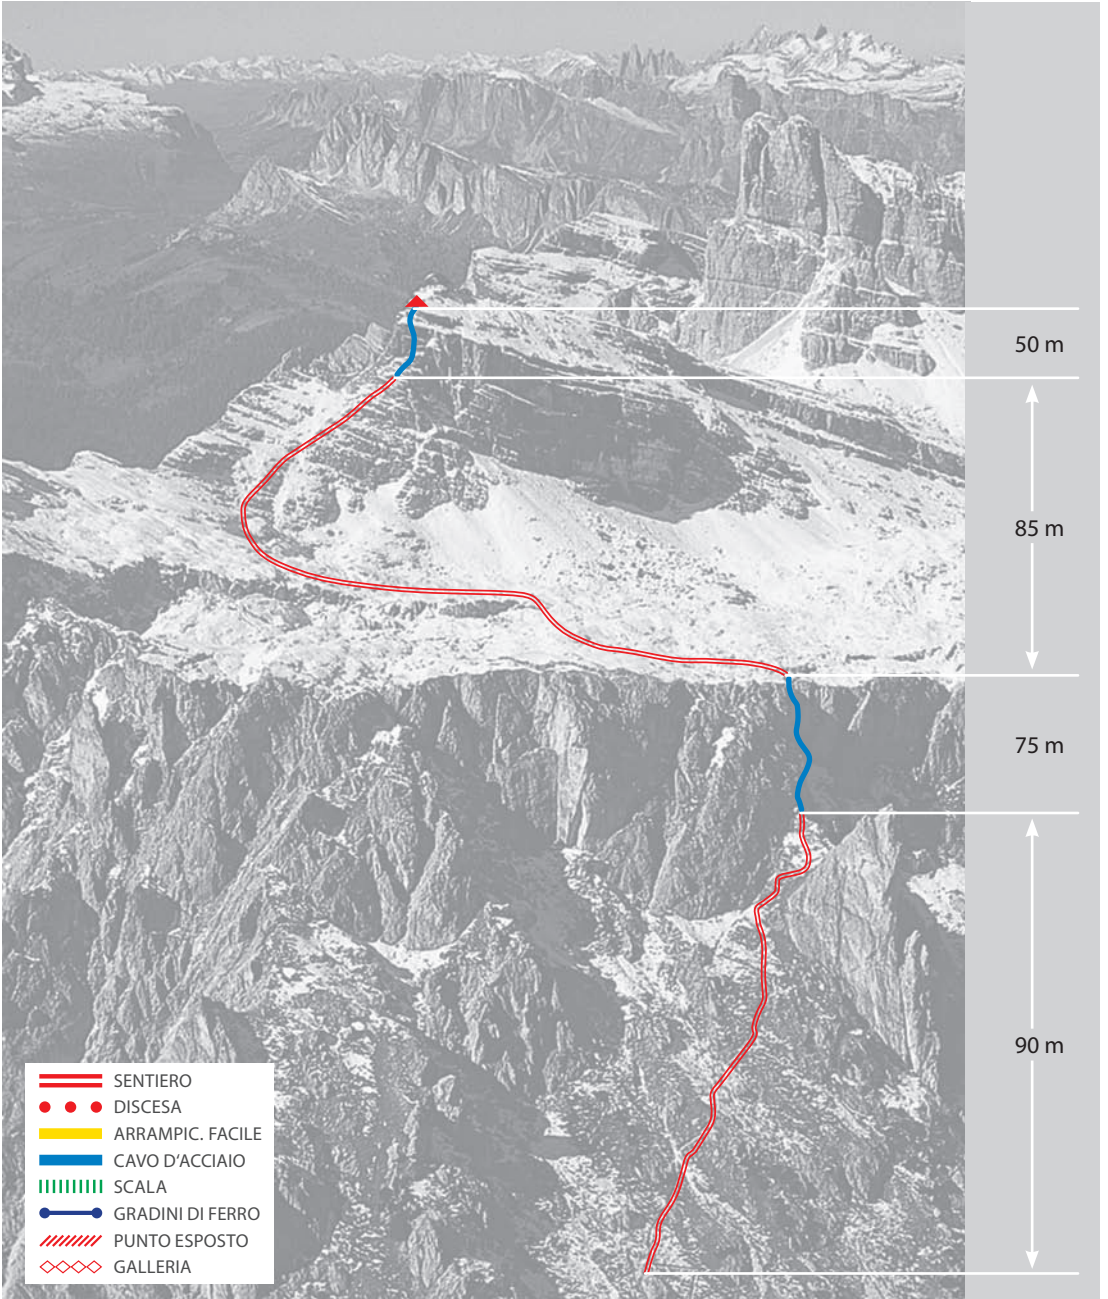 50 m
85 m
75 m
90 m
SENTIERO
DISCESA
ARRAMPIC. FACILE
CAVO D'ACCIAIO
SCALA
GRADINI DI FERRO
PUNTO ESPOSTO
GALLERIA